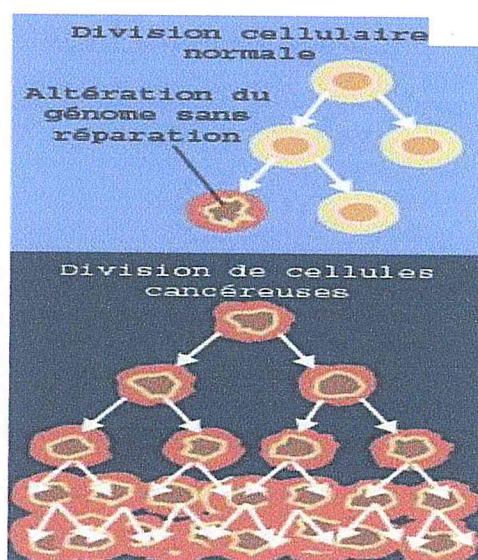 Division cellulaire
normale
Altération du
génome sans
réparation
Division de cellules
cancéreuses